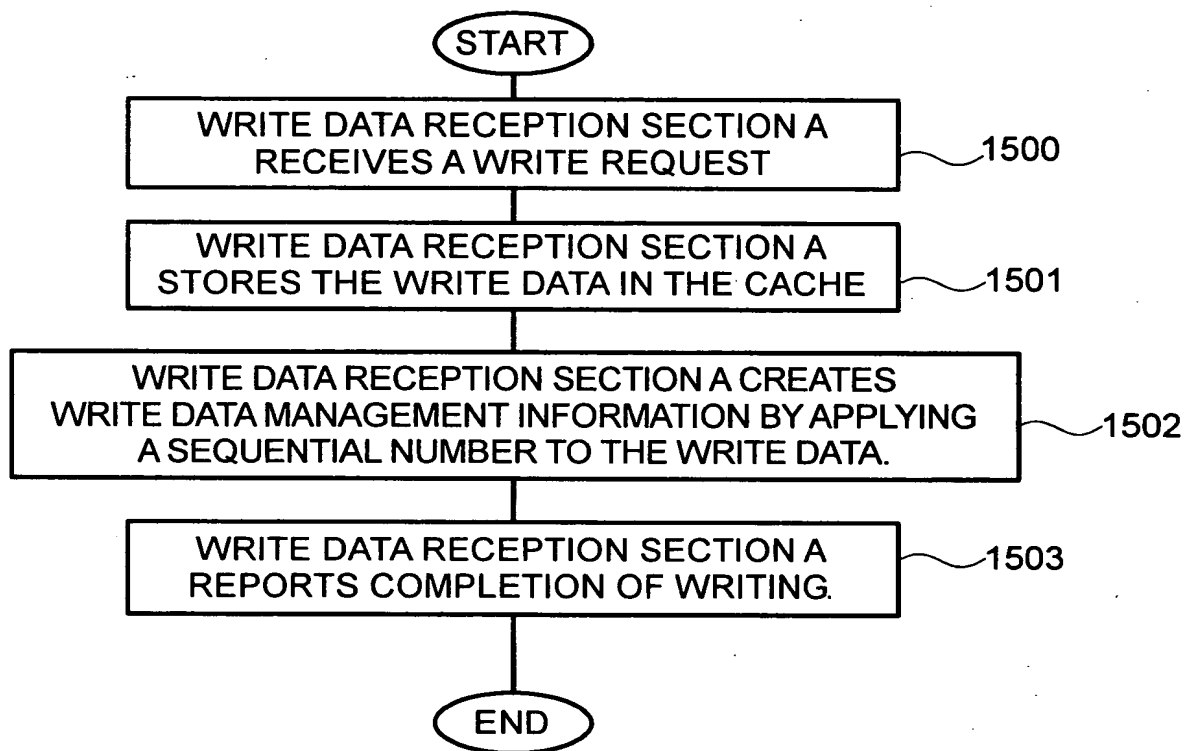 START
WRITE DATA RECEPTION SECTION A
RECEIVES A WRITE REQUEST
1500
WRITE DATA RECEPTION SECTION A
STORES THE WRITE DATA IN THE CACHE
1501
WRITE DATA RECEPTION SECTION A CREATES
WRITE DATA MANAGEMENT INFORMATION BY APPLYING
A SEQUENTIAL NUMBER TO THE WRITE DATA.
1502
WRITE DATA RECEPTION SECTION A
REPORTS COMPLETION OF WRITING.
1503
END